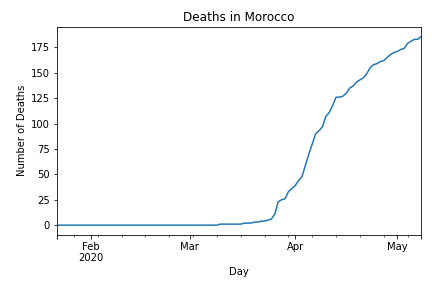 Deaths in Morocco
175
150
125
100
75
50
25
0
Number of Deaths
Feb
2020
Mar
Apr
May
Day